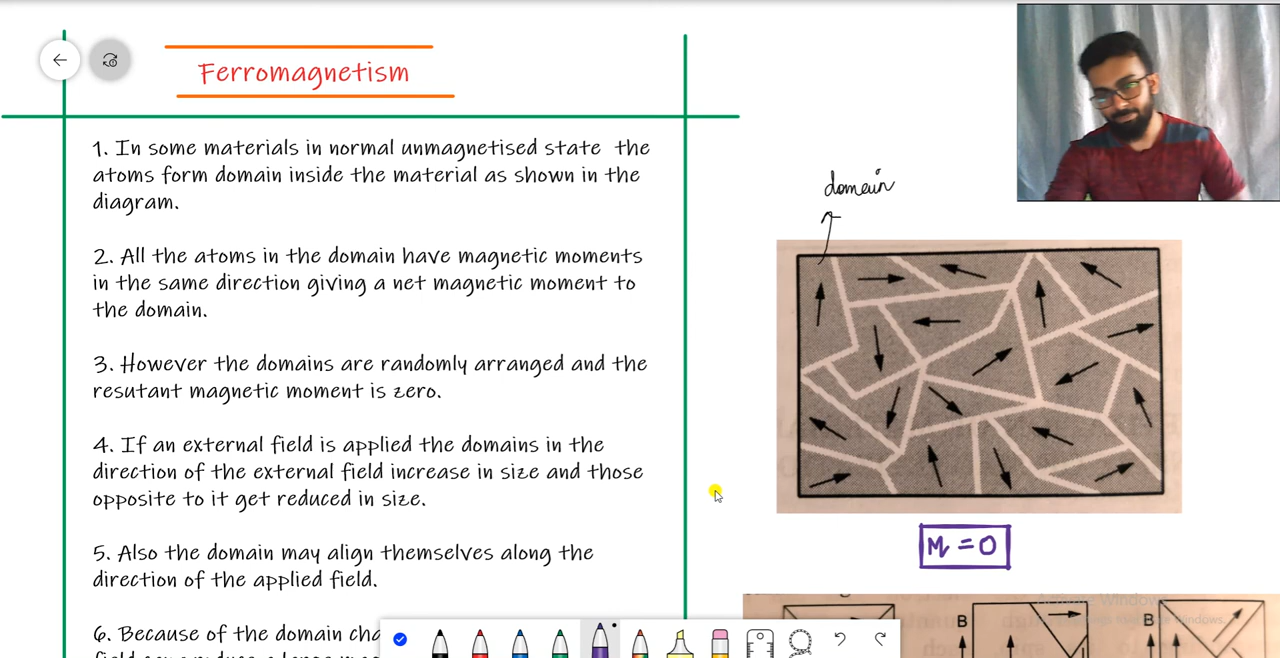 Ferromagnetism
1. In some materials in normal unmagnetised state the
atoms form domain inside the material as shown in the
diagram.
2. All the atoms in the domain have magnetic moments
in the same direction giving a net magnetic moment to
the domain.
3. However the domains are randomly arranged and the
resutant magnetic moment is zero.
4. If an external field is applied the domains in the
direction of the external field increase in size and those
opposite to it get reduced in size.
5. Also the domain may align themselves along the
direction of the applied field.
6. Because of the domain cha
domain
M = 0
B
B
Activate Windows